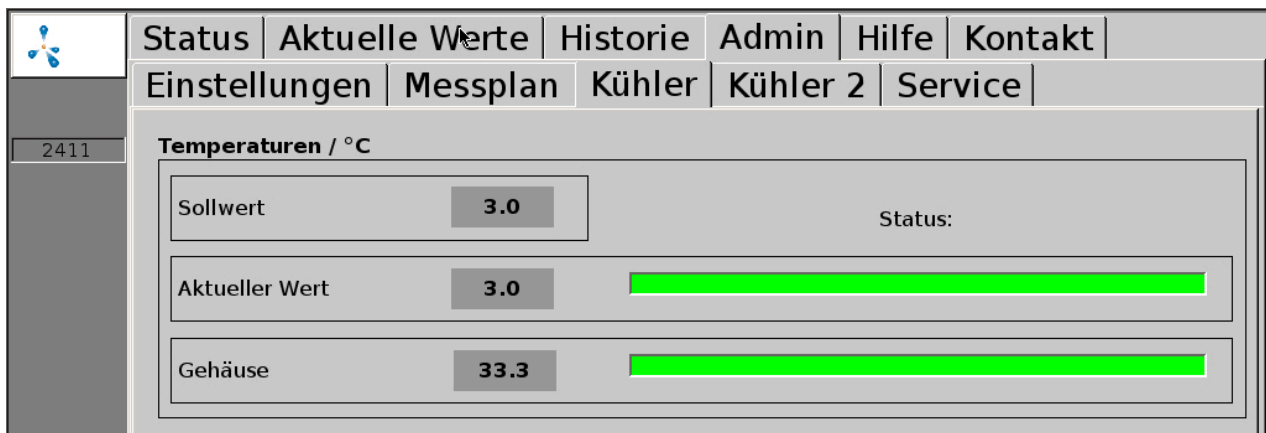 Status Aktuelle Werte Historie Admin Hilfe Kontakt
Einstellungen Messplan Kühler Kühler 2 Service
2411
Temperaturen / °C
Sollwert 3.0
Status:
Aktueller Wert 3.0
Gehäuse 33.3